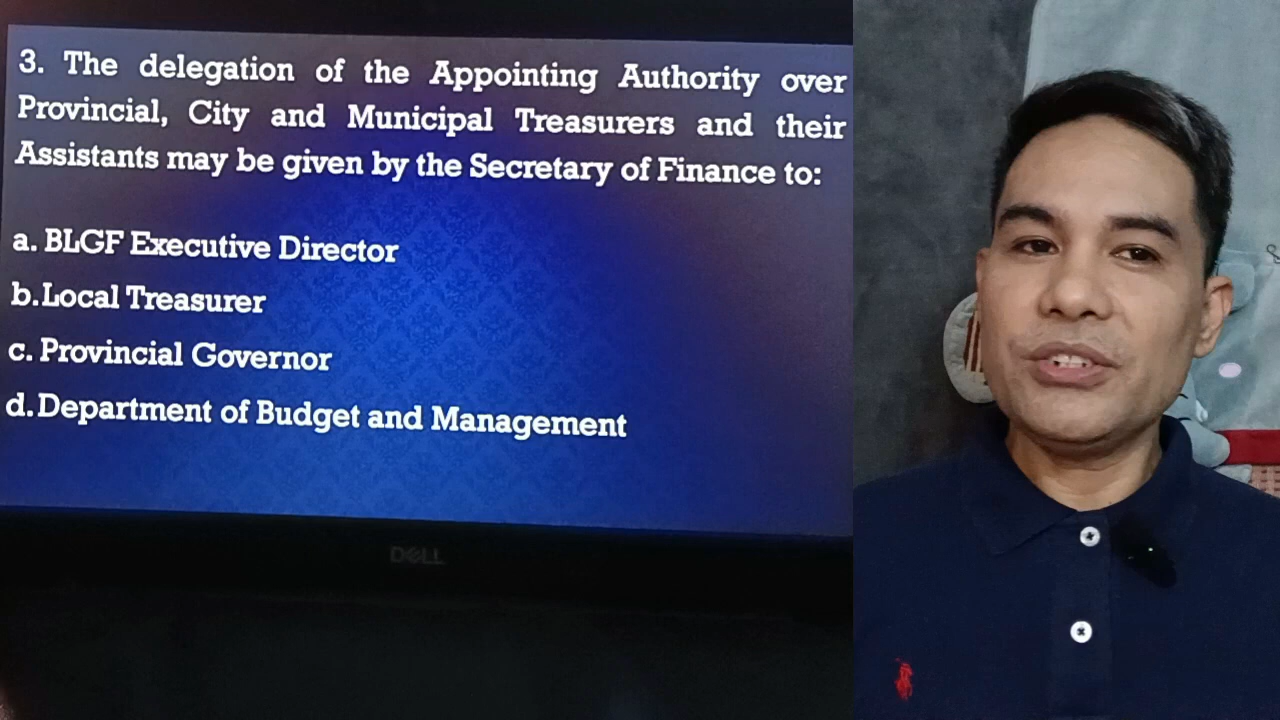 3. The delegation of the Appointing Authority over
Provincial, City and Municipal Treasurers and their
Assistants may be given by the Secretary of Finance to:
a. BLGF Executive Director
b.Local Treasurer
c. Provincial Governor
d.Department of Budget and Management
DELL